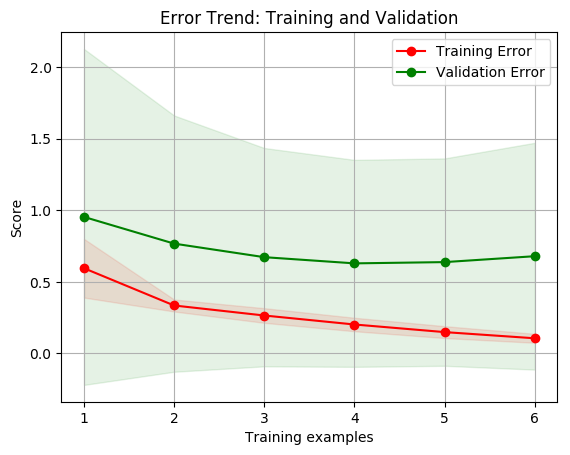 Error Trend: Training and Validation
Training Error
Validation Error
Score
2.0
1.5
1.0
0.5
0.0
1 2 3 4 5 6
Training examples